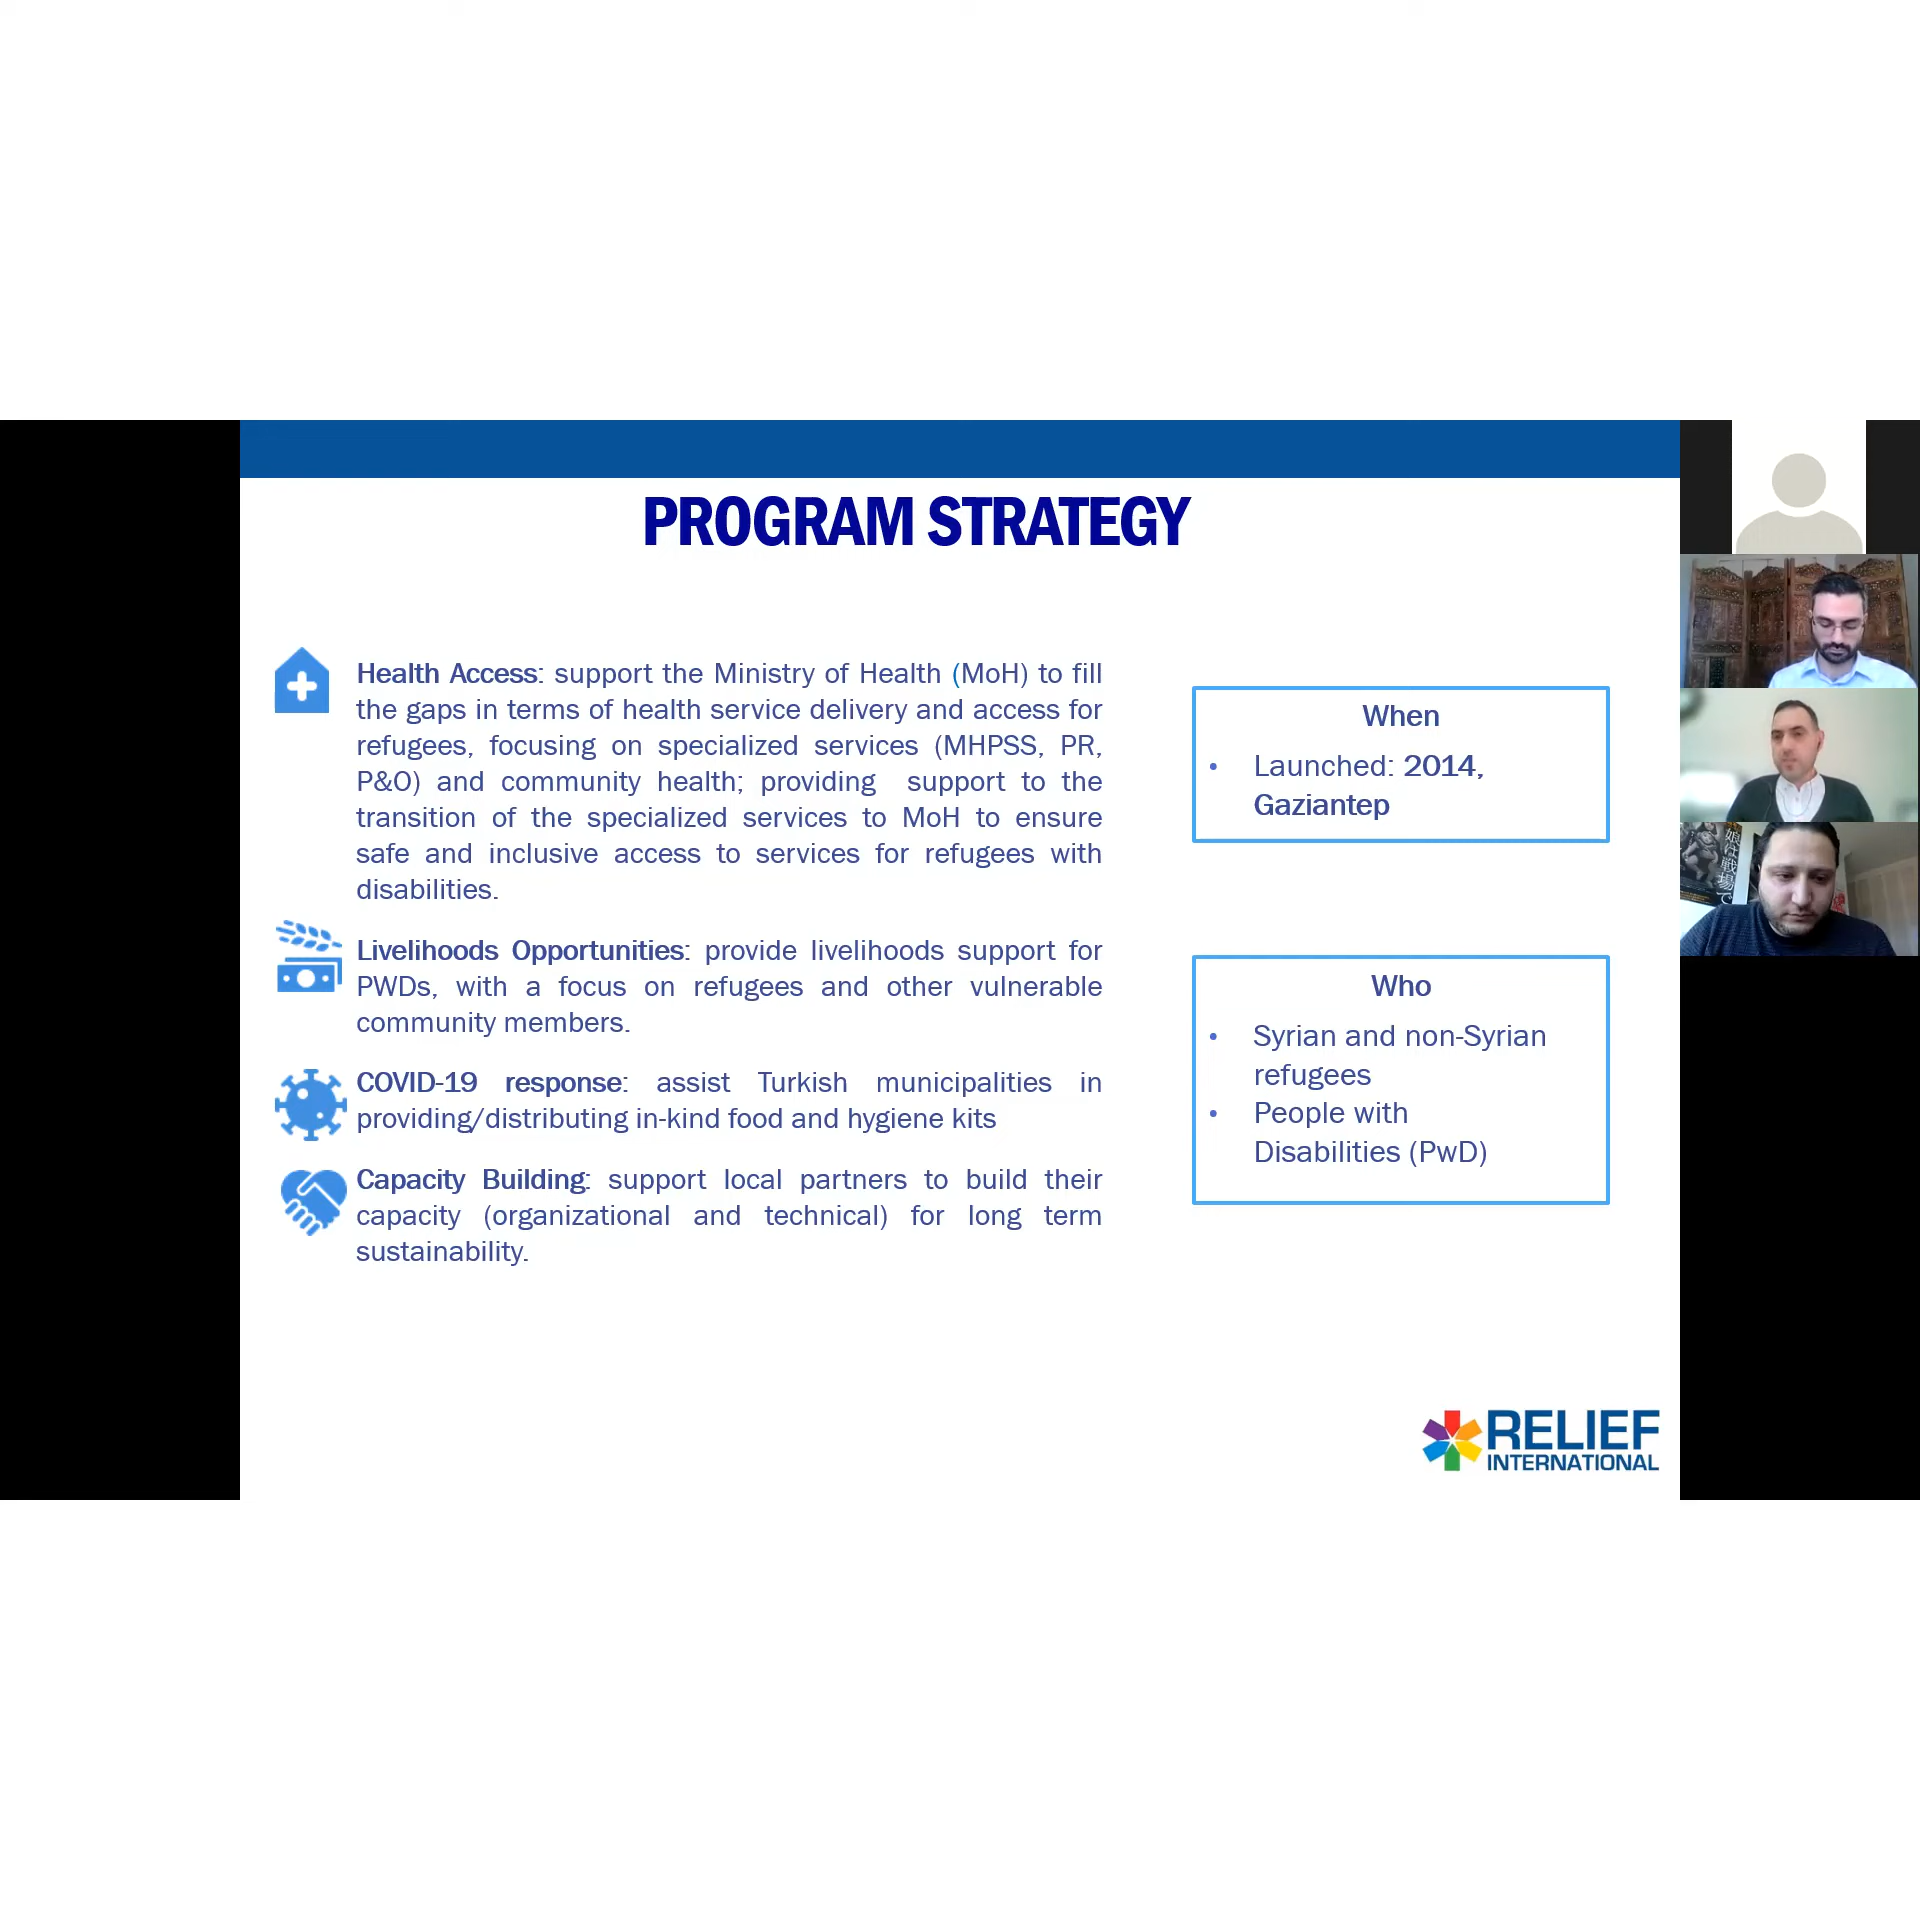 PROGRAM STRATEGY
Health Access: support the Ministry of Health (MoH) to fill
the gaps in terms of health service delivery and access for
refugees, focusing on specialized services (MHPSS, PR,
P&O) and community health; providing support to the
transition of the specialized services to MoH to ensure
safe and inclusive access to services for refugees with
disabilities.
Livelihoods Opportunities: provide livelihoods support for
PWDs, with a focus on refugees and other vulnerable
community members.
COVID-19 response: assist Turkish municipalities in
providing/distributing in-kind food and hygiene kits
Capacity Building: support local partners to build their
capacity (organizational and technical) for long term
sustainability.
When
• Launched: 2014,
Gaziantep
Who
• Syrian and non-Syrian
refugees
• People with
Disabilities (PwD)
RELIEF
INTERNATIONAL
娘は戦場で